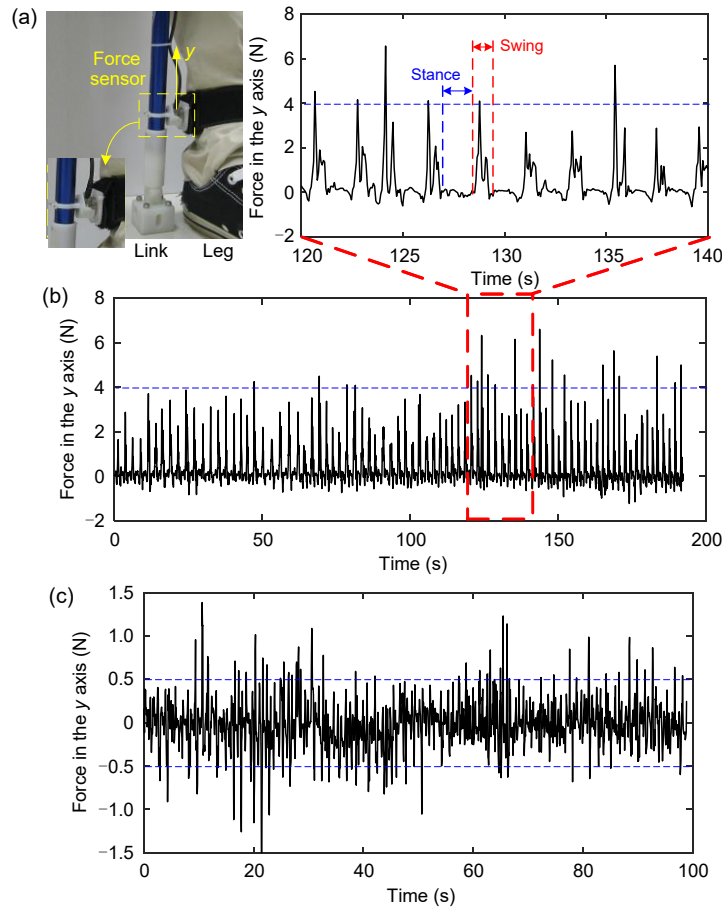 (a)
Force
sensor
y
Link
Leg
Force in the y axis (N)
8
6
4
2
0
−2
Stance
Swing
120
125
130
135
140
Time (s)
(b)
Force in the y axis (N)
8
6
4
2
0
−2
0
50
100
150
200
Time (s)
(c)
Force in the y axis (N)
1.5
1.0
0.5
0
−0.5
−1.0
−1.5
0
20
40
60
80
100
Time (s)